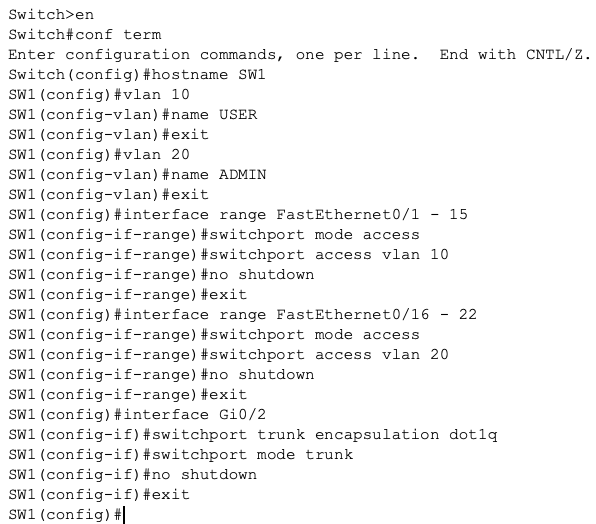 Switch>en
Switch#conf term
Enter configuration commands, one per line.  End with CNTL/Z.
Switch(config)#hostname SW1
SW1(config)#vlan 10
SW1(config-vlan)#name USER
SW1(config-vlan)#exit
SW1(config)#vlan 20
SW1(config-vlan)#name ADMIN
SW1(config-vlan)#exit
SW1(config)#interface range FastEthernet0/1 - 15
SW1(config-if-range)#switchport mode access
SW1(config-if-range)#switchport access vlan 10
SW1(config-if-range)#no shutdown
SW1(config-if-range)#exit
SW1(config)#interface range FastEthernet0/16 - 22
SW1(config-if-range)#switchport mode access
SW1(config-if-range)#switchport access vlan 20
SW1(config-if-range)#no shutdown
SW1(config-if-range)#exit
SW1(config)#interface Gi0/2
SW1(config-if)#switchport trunk encapsulation dot1q
SW1(config-if)#switchport mode trunk
SW1(config-if)#no shutdown
SW1(config-if)#exit
SW1(config)#